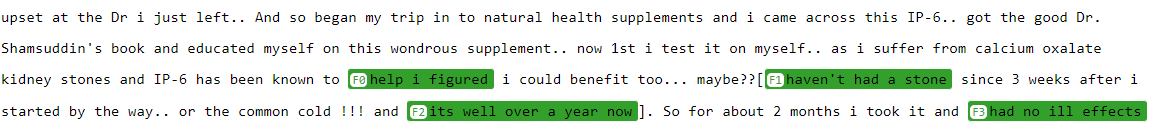 upset at the Dr i just left.. And so began my trip in to natural health supplements and i came across this IP-6.. got the good Dr.
Shamsuddin's book and educated myself on this wondrous supplement.. now 1st i test it on myself.. as i suffer from calcium oxalate
kidney stones and IP-6 has been known to F0 help i figured i could benefit too... maybe??[F1 haven't had a stone since 3 weeks after i
started by the way.. or the common cold !!! and F2 its well over a year now]. So for about 2 months i took it and F3 had no ill effects